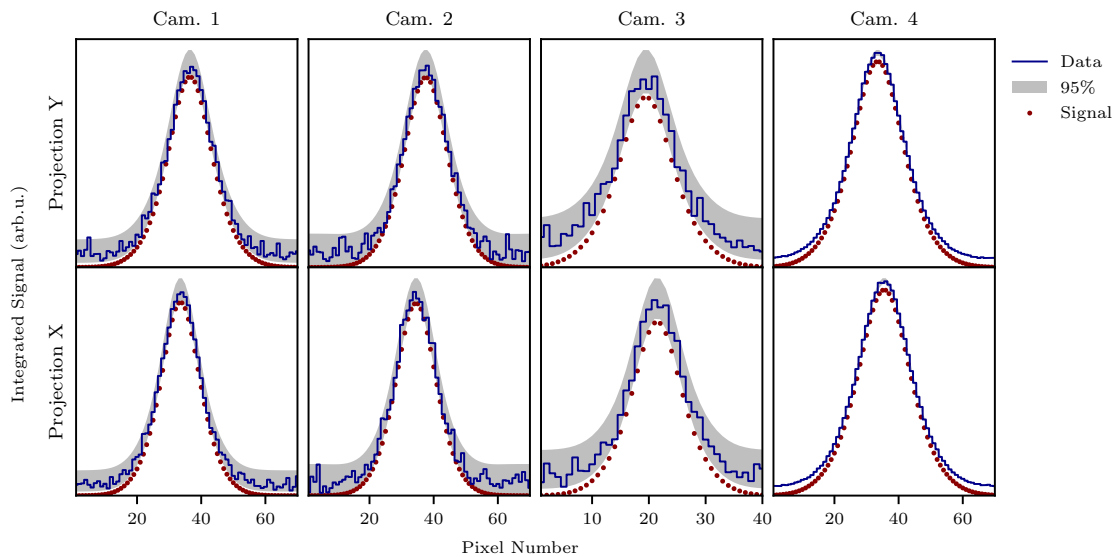 Cam. 1 Cam. 2 Cam. 3 Cam. 4
Data
95%
Signal
Projection Y
Integrated Signal (arb.u.)
Projection X
20 40 60 20 40 60 10 20 30 40 20 40 60
Pixel Number